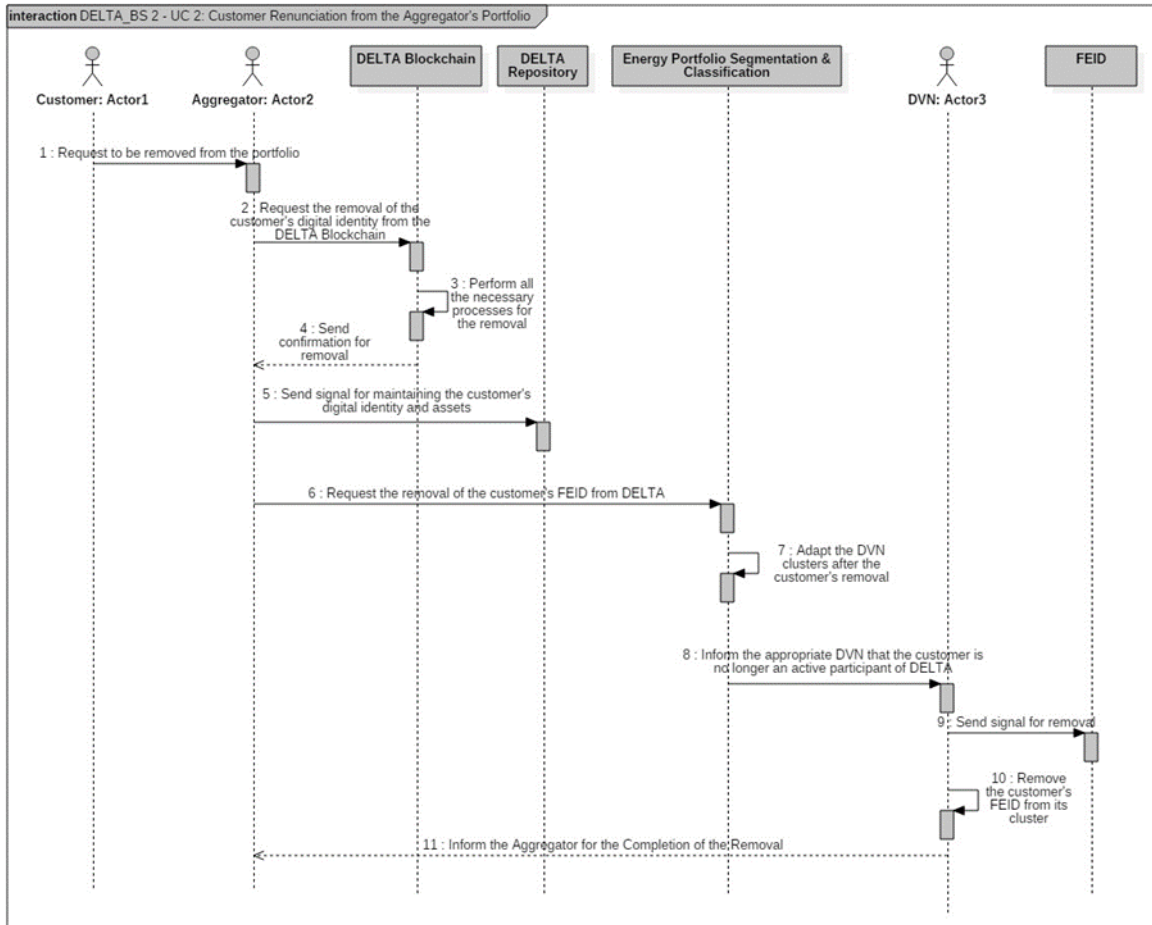 interaction DELTA_BS 2 - UC 2: Customer Renunciation from the Aggregator's Portfolio
Customer: Actor1
Aggregator: Actor2
DELTA Blockchain
DELTA
Repository
Energy Portfolio Segmentation &
Classification
DVN: Actor3
FEID
1 : Request to be removed from the portfolio
2 : Request the removal of the
customer's digital identity from the
DELTA Blockchain
3 : Perform all
the necessary
processes for
the removal
4 : Send
confirmation for
removal
5 : Send signal for maintaining the customer's
digital identity and assets
6 : Request the removal of the customer's FEID from DELTA
7 : Adapt the DVN
clusters after the
customer's removal
8 : Inform the appropriate DVN that the customer is
no longer an active participant of DELTA
9 : Send signal for removal
10 : Remove
the customer's
FEID from its
cluster
11 : Inform the Aggregator for the Completion of the Removal